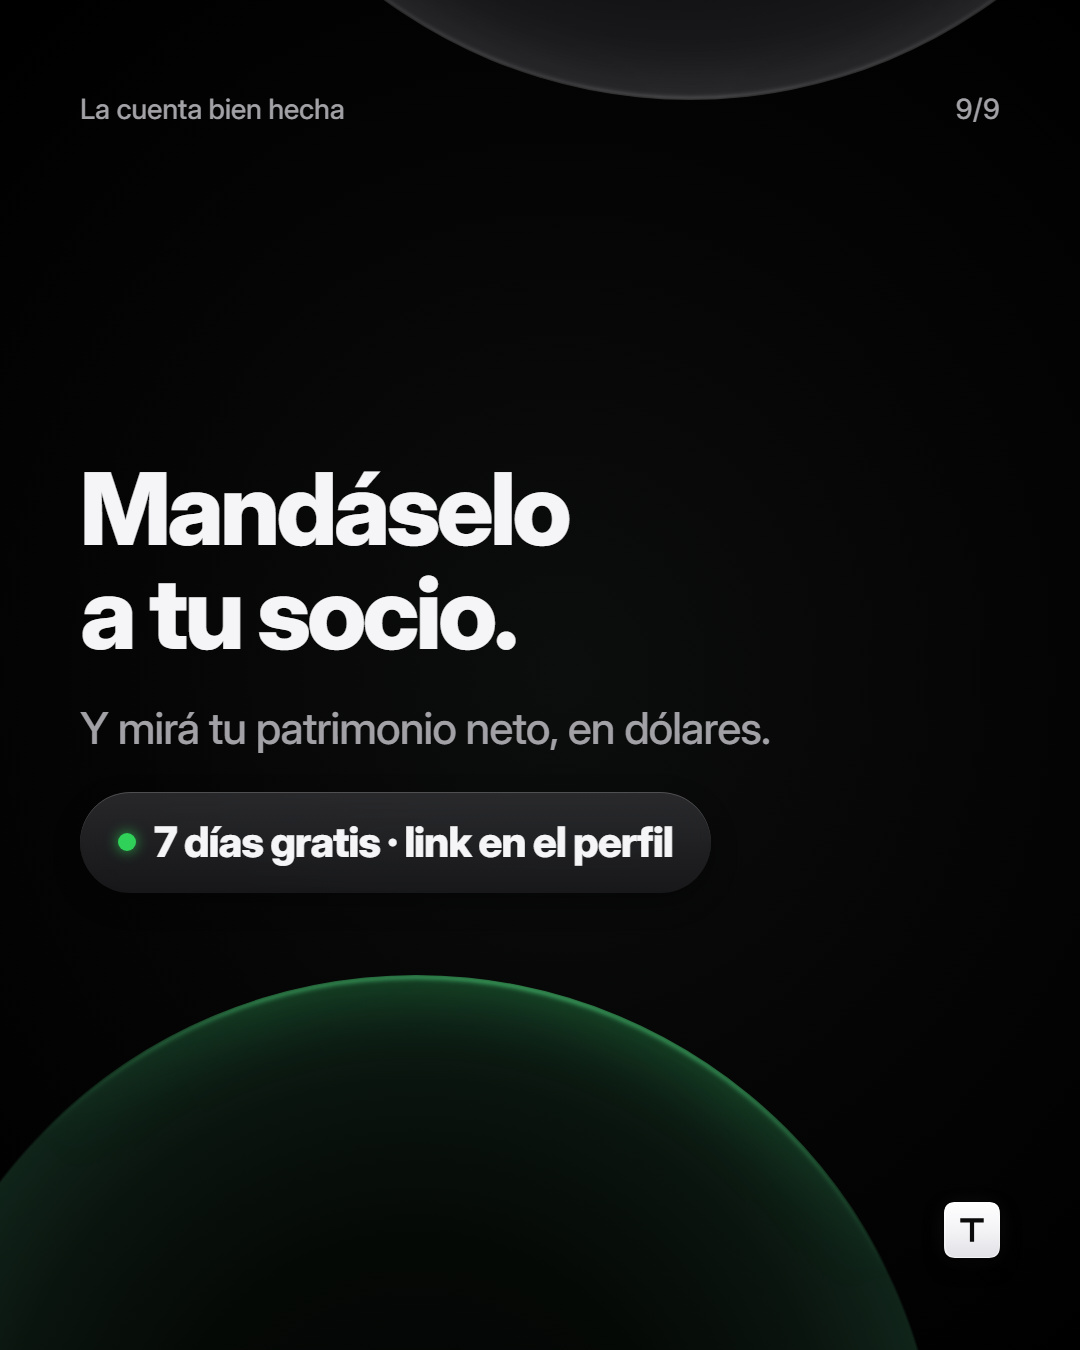 La cuenta bien hecha
9/9
Mandáselo
a tu socio.
Y mirá tu patrimonio neto, en dólares.
7 días gratis · link en el perfil
T